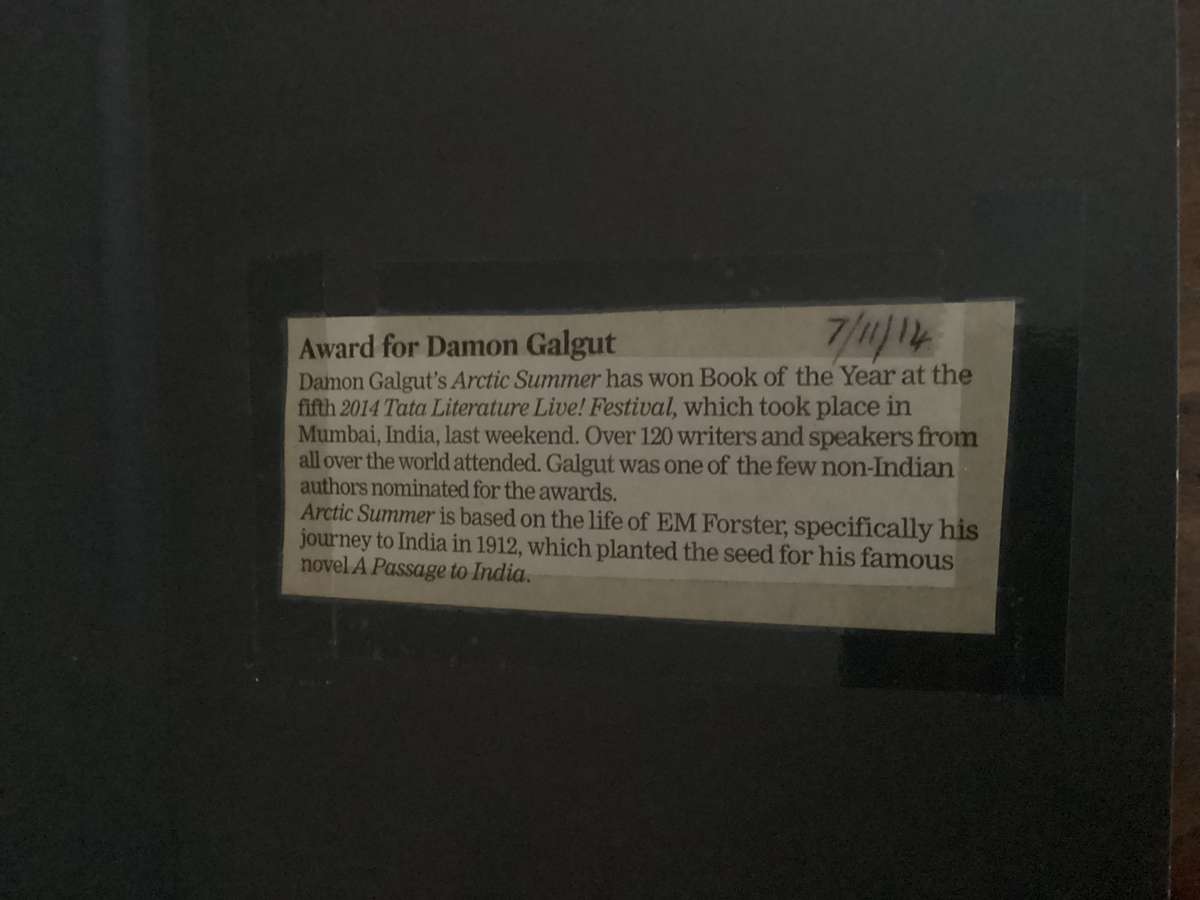 Award for Damon Galgut 7/11/14
Damon Galgut's Arctic Summer has won Book of the Year at the
fifth 2014 Tata Literature Live! Festival, which took place in
Mumbai, India, last weekend. Over 120 writers and speakers from
all over the world attended. Galgut was one of the few non-Indian
authors nominated for the awards.
Arctic Summer is based on the life of EM Forster, specifically his
journey to India in 1912, which planted the seed for his famous
novel A Passage to India.